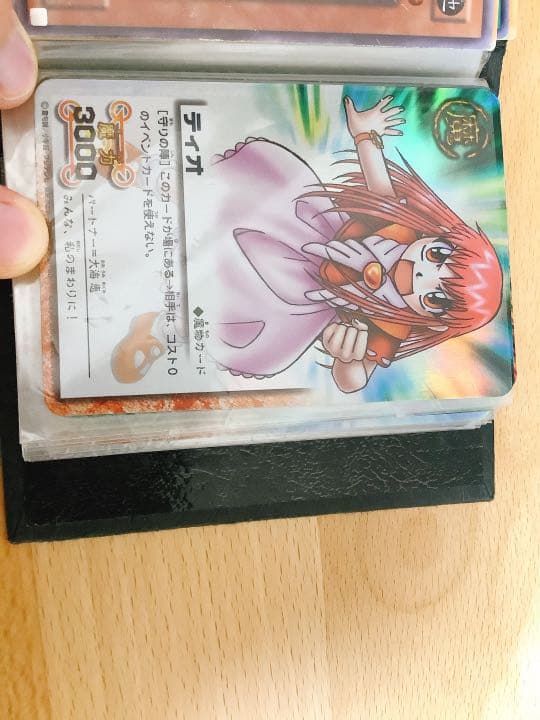 魔
ティオ
◆魔物カード
[守りの陣] このカードが場にある→相手は、コスト0
のイベントカードを使えない。
魔力
3000
パートナー=大海 恵
みんな、私のまわりに！